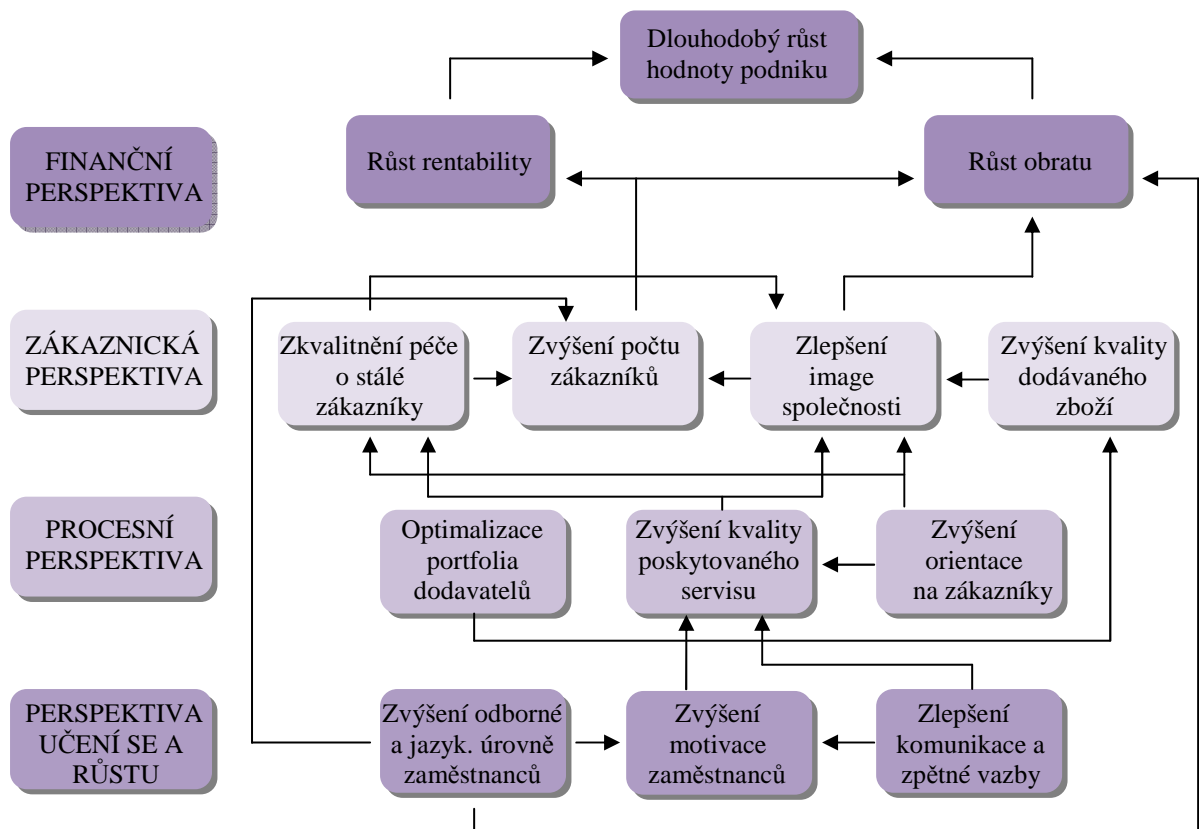 Dlouhodobý růst
hodnoty podniku
FINANČNÍ
PERSPEKTIVA
Růst rentability
Růst obratu
ZÁKAZNICKÁ
PERSPEKTIVA
Zkvalitnění péče
o stálé
zákazníky
Zvýšení počtu
zákazníků
Zlepšení
image
společnosti
Zvýšení kvality
dodávaného
zboží
PROCESNÍ
PERSPEKTIVA
Optimalizace
portfolia
dodavatelů
Zvýšení kvality
poskytovaného
servisu
Zvýšení
orientace
na zákazníky
PERSPEKTIVA
UČENÍ SE A
RŮSTU
Zvýšení odborné
a jazyk. úrovně
zaměstnanců
Zvýšení
motivace
zaměstnanců
Zlepšení
komunikace a
zpětné vazby